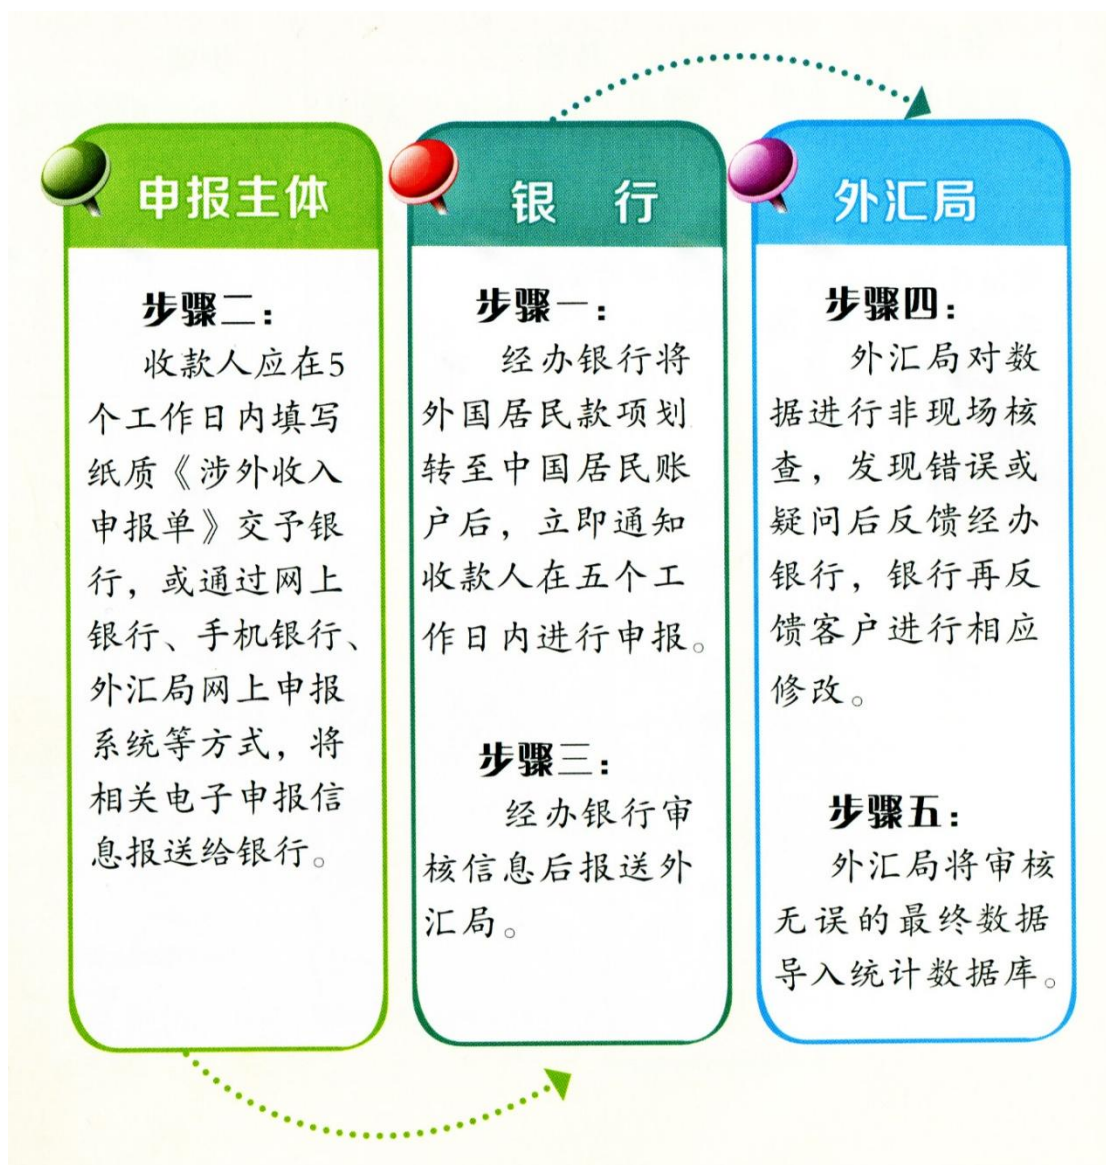 申报主体
步骤二：
收款人应在5
个工作日内填写
纸质《涉外收入
申报单》交予银
行，或通过网上
银行、手机银行、
外汇局网上申报
系统等方式，将
相关电子申报信
息报送给银行。
银 行
步骤一：
经办银行将
外国居民款项划
转至中国居民账
户后，立即通知
收款人在五个工
作日内进行申报。
步骤三：
经办银行审
核信息后报送外
汇局。
外汇局
步骤四：
外汇局对数
据进行非现场核
查，发现错误或
疑问后反馈经办
银行，银行再反
馈客户进行相应
修改。
步骤五：
外汇局将审核
无误的最终数据
导入统计数据库。